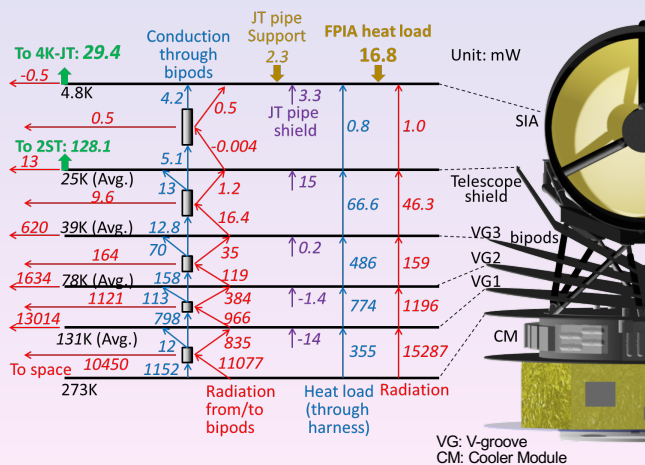 JT pipe
Support
2.3
FPIA heat load
16.8
Unit: mW
Conduction
through
bipods
To 4K-JT: 29.4
-0.5
4.8K
4.2
0.5
3.3
JT pipe
shield
0.5
0.8
1.0
SIA
-0.004
To 2ST: 128.1
13
5.1
25K (Avg.)
13
1.2
15
Telescope
shield
9.6
66.6
46.3
16.4
39K (Avg.)
12.8
620
VG3
bipods
70
35
0.2
164
486
159
VG2
119
1634
78K (Avg.)
158
VG1
384
-1.4
1121
113
774
1196
966
13014
798
131K (Avg.)
835
-14
CM
12
355
15287
10450
11077
To space
1152
273K
Radiation
from/to
bipods
Heat load
(through
harness)
Radiation
VG: V-groove
CM: Cooler Module